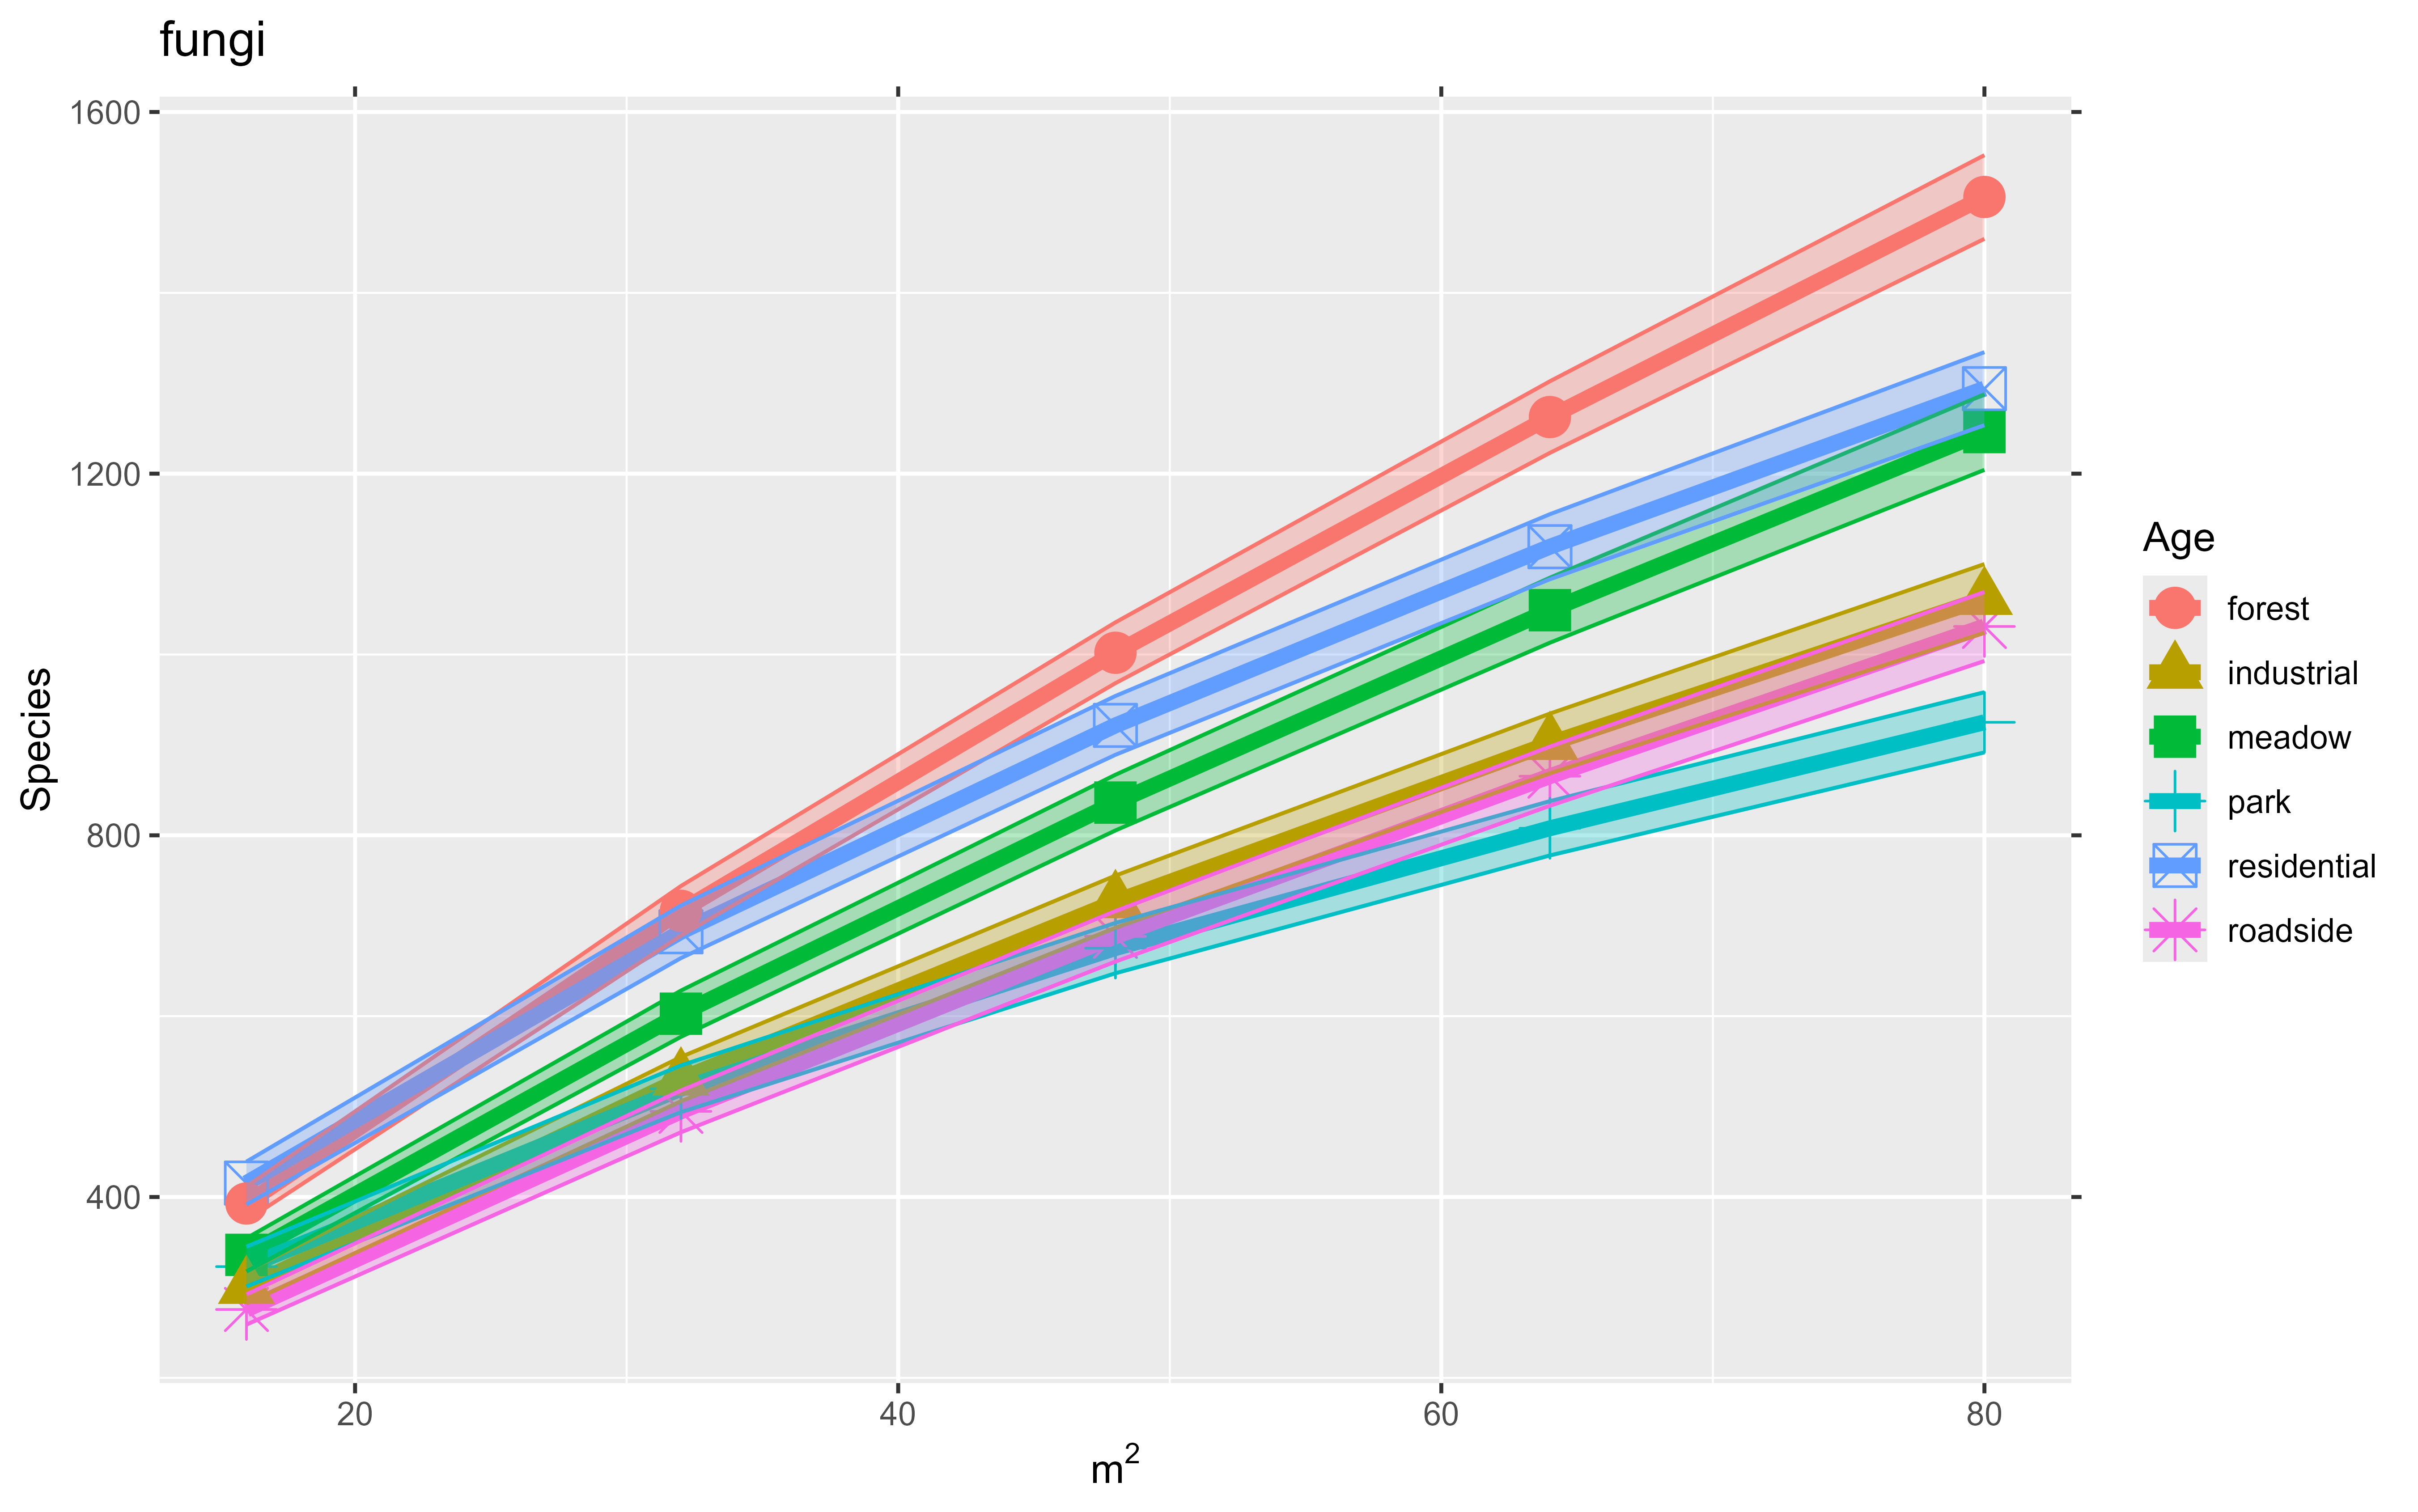 fungi
1600
1200
800
400
Species
20 40 60 80
m²
Age
forest
industrial
meadow
park
residential
roadside